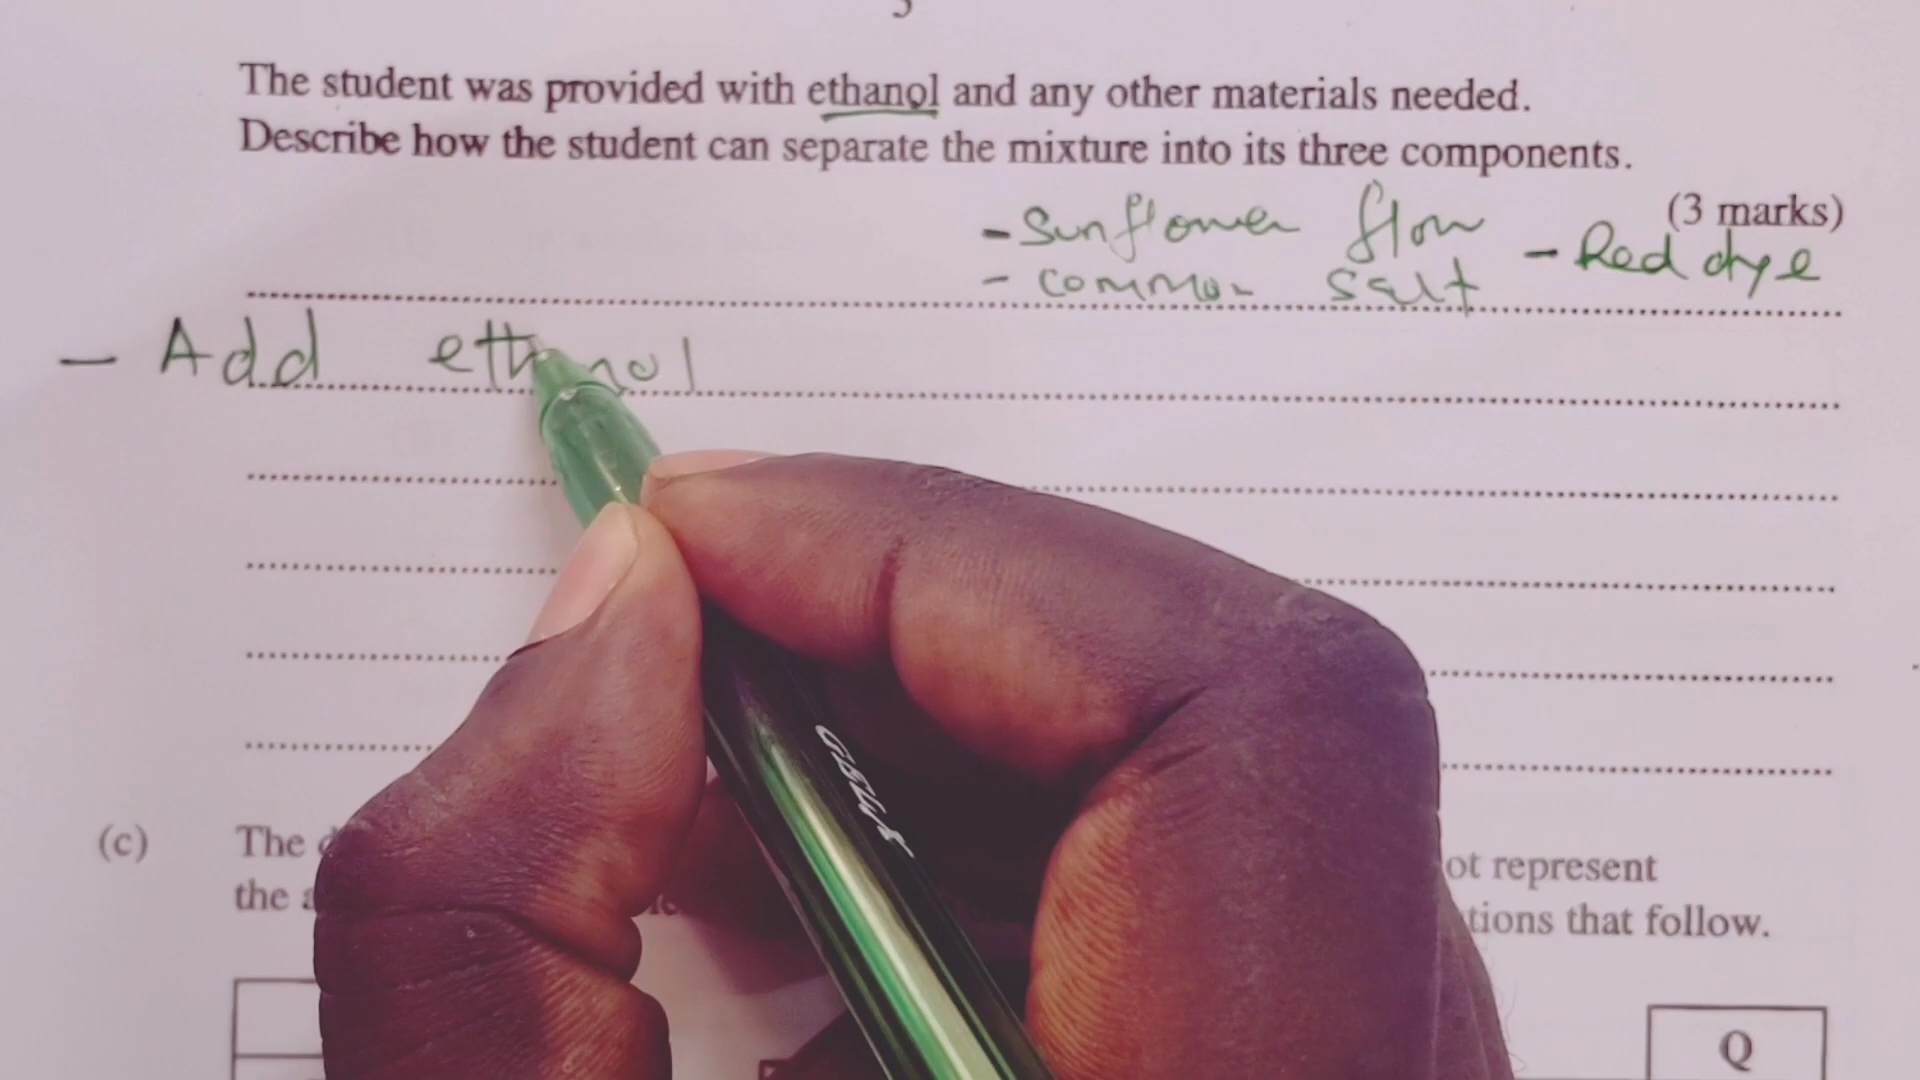 The student was provided with ethanol and any other materials needed.
Describe how the student can separate the mixture into its three components.
(3 marks)
- Sunflower flour - Red dye
- common salt
- Add ethanol
(c) The
ot represent
the
tions that follow.
Q